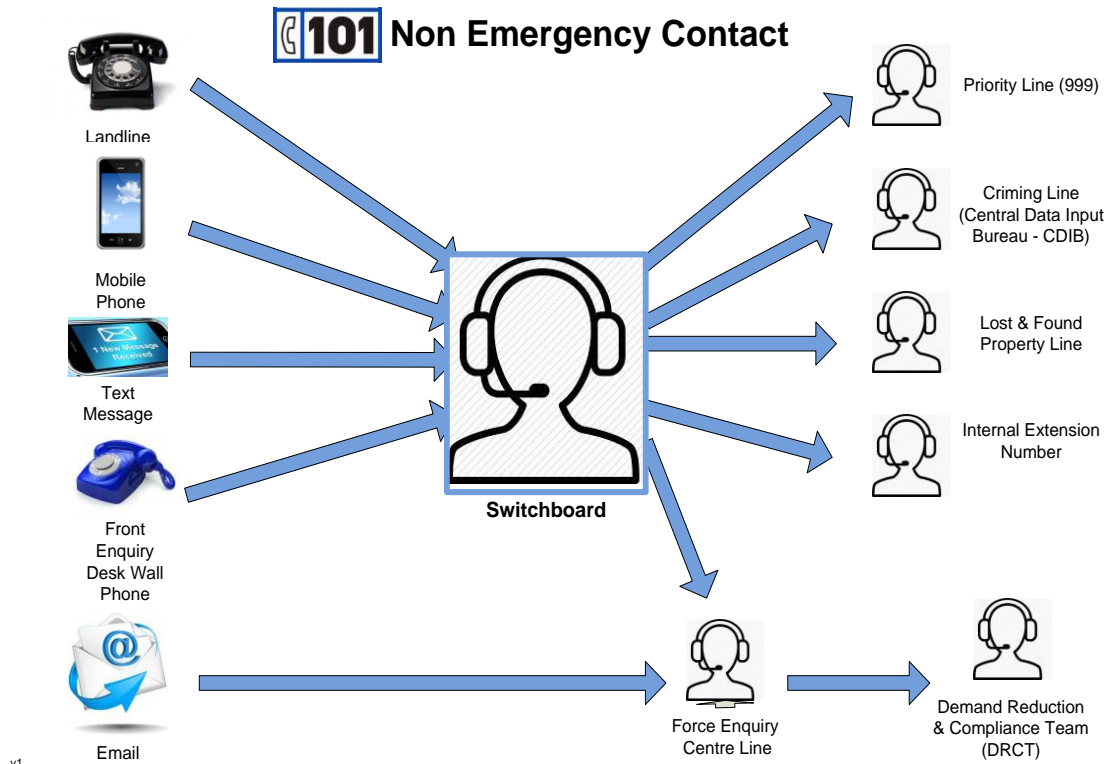 101 Non Emergency Contact
Landline
Mobile
Phone
1 New Message
Received
Text
Message
Front
Enquiry
Desk Wall
Phone
@
Email
Switchboard
Priority Line (999)
Criming Line
(Central Data Input
Bureau - CDIB)
Lost & Found
Property Line
Internal Extension
Number
Force Enquiry
Centre Line
Demand Reduction
& Compliance Team
(DRCT)
v1